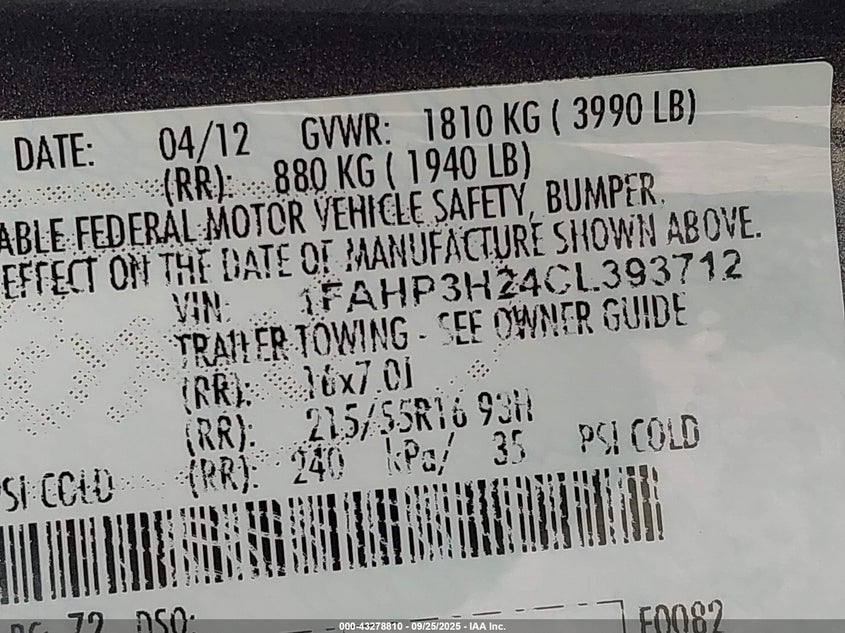 DATE: 04/12 GVWR: 1810 KG ( 3990 LB)
(RR): 880 KG ( 1940 LB)
ABLE FEDERAL MOTOR VEHICLE SAFETY, BUMPER,
EFFECT ON THE DATE OF MANUFACTURE SHOWN ABOVE.
VIN: 1FAHP3H24CL393712
TRAILER TOWING - SEE OWNER GUIDE
(RR): 16x7.0J
(RR): 215/55R16 93H
PSI COLD (RR): 240 kPa/ 35 PSI COLD
72 DSO: E0082
000-43278810 - 09/25/2025 - IAA Inc.